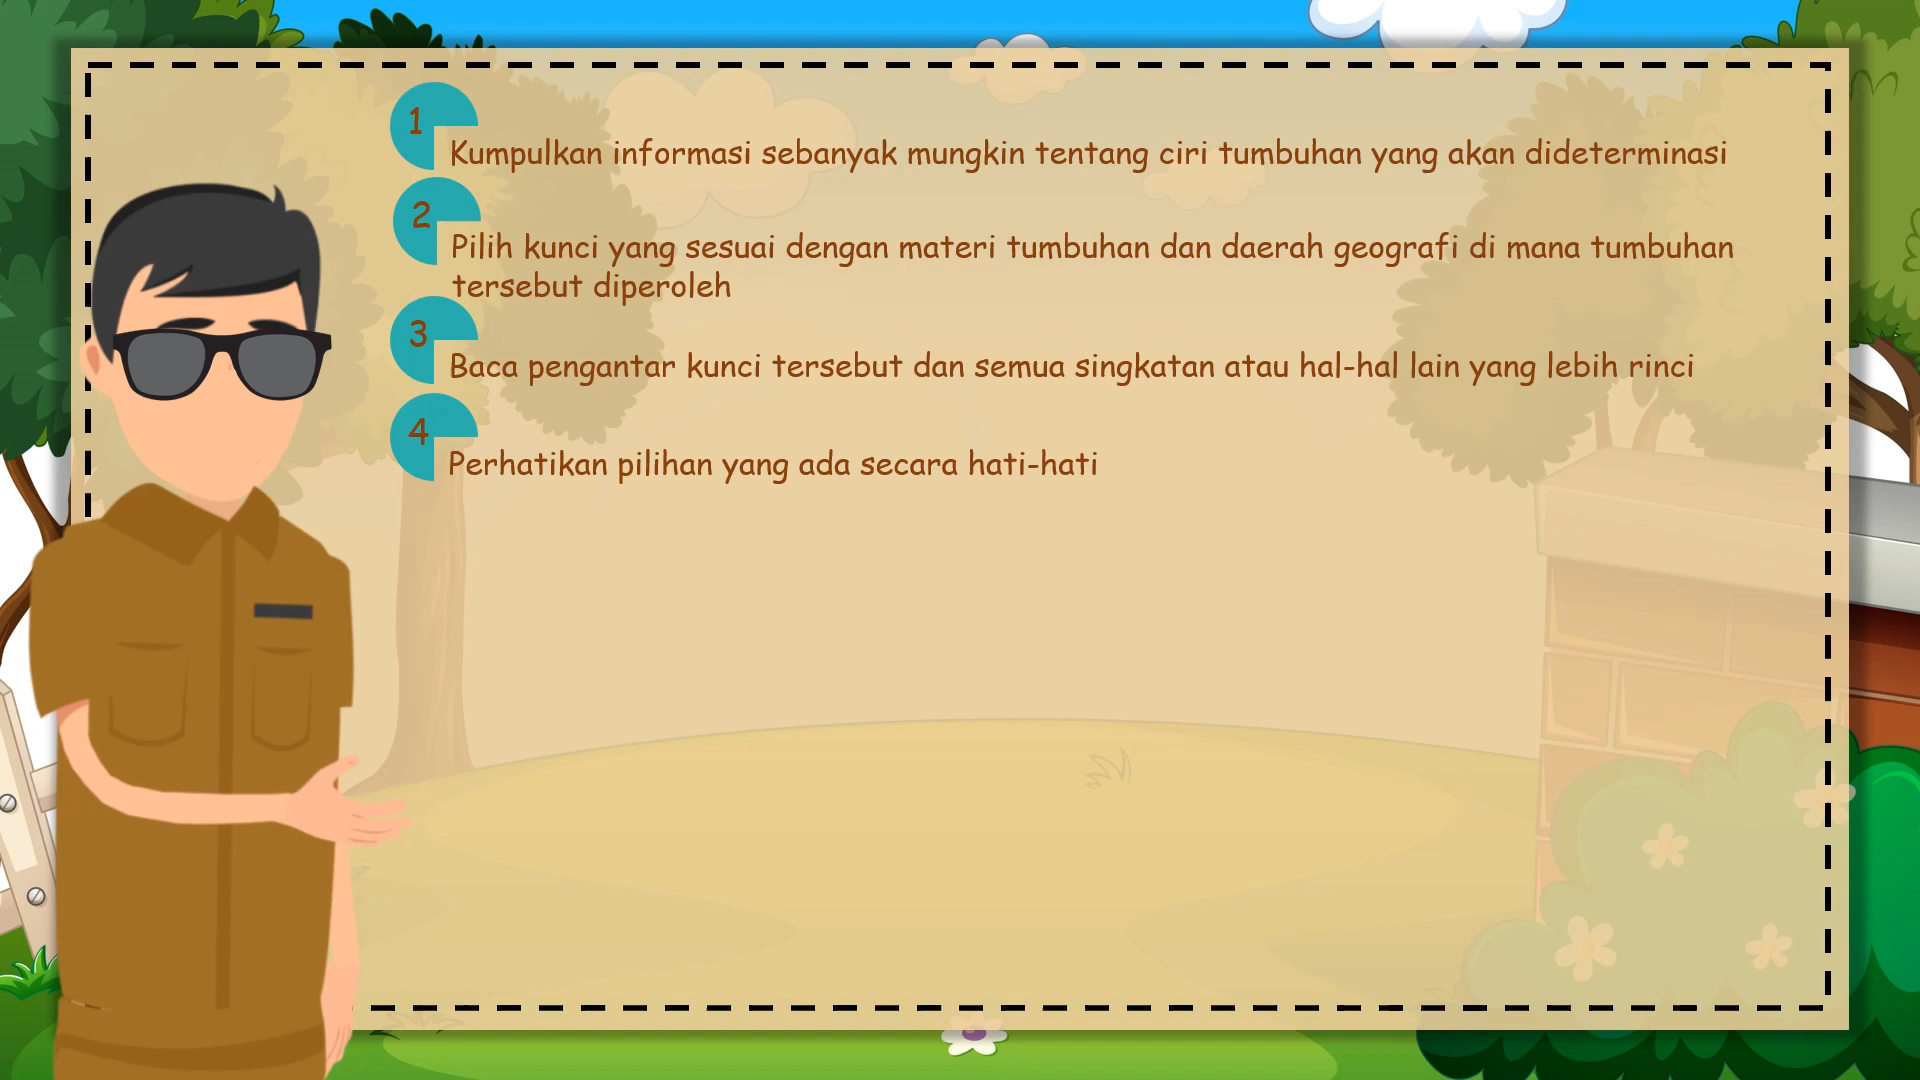 1
Kumpulkan informasi sebanyak mungkin tentang ciri tumbuhan yang akan dideterminasi
2
Pilih kunci yang sesuai dengan materi tumbuhan dan daerah geografi di mana tumbuhan
tersebut diperoleh
3
Baca pengantar kunci tersebut dan semua singkatan atau hal-hal lain yang lebih rinci
4
Perhatikan pilihan yang ada secara hati-hati